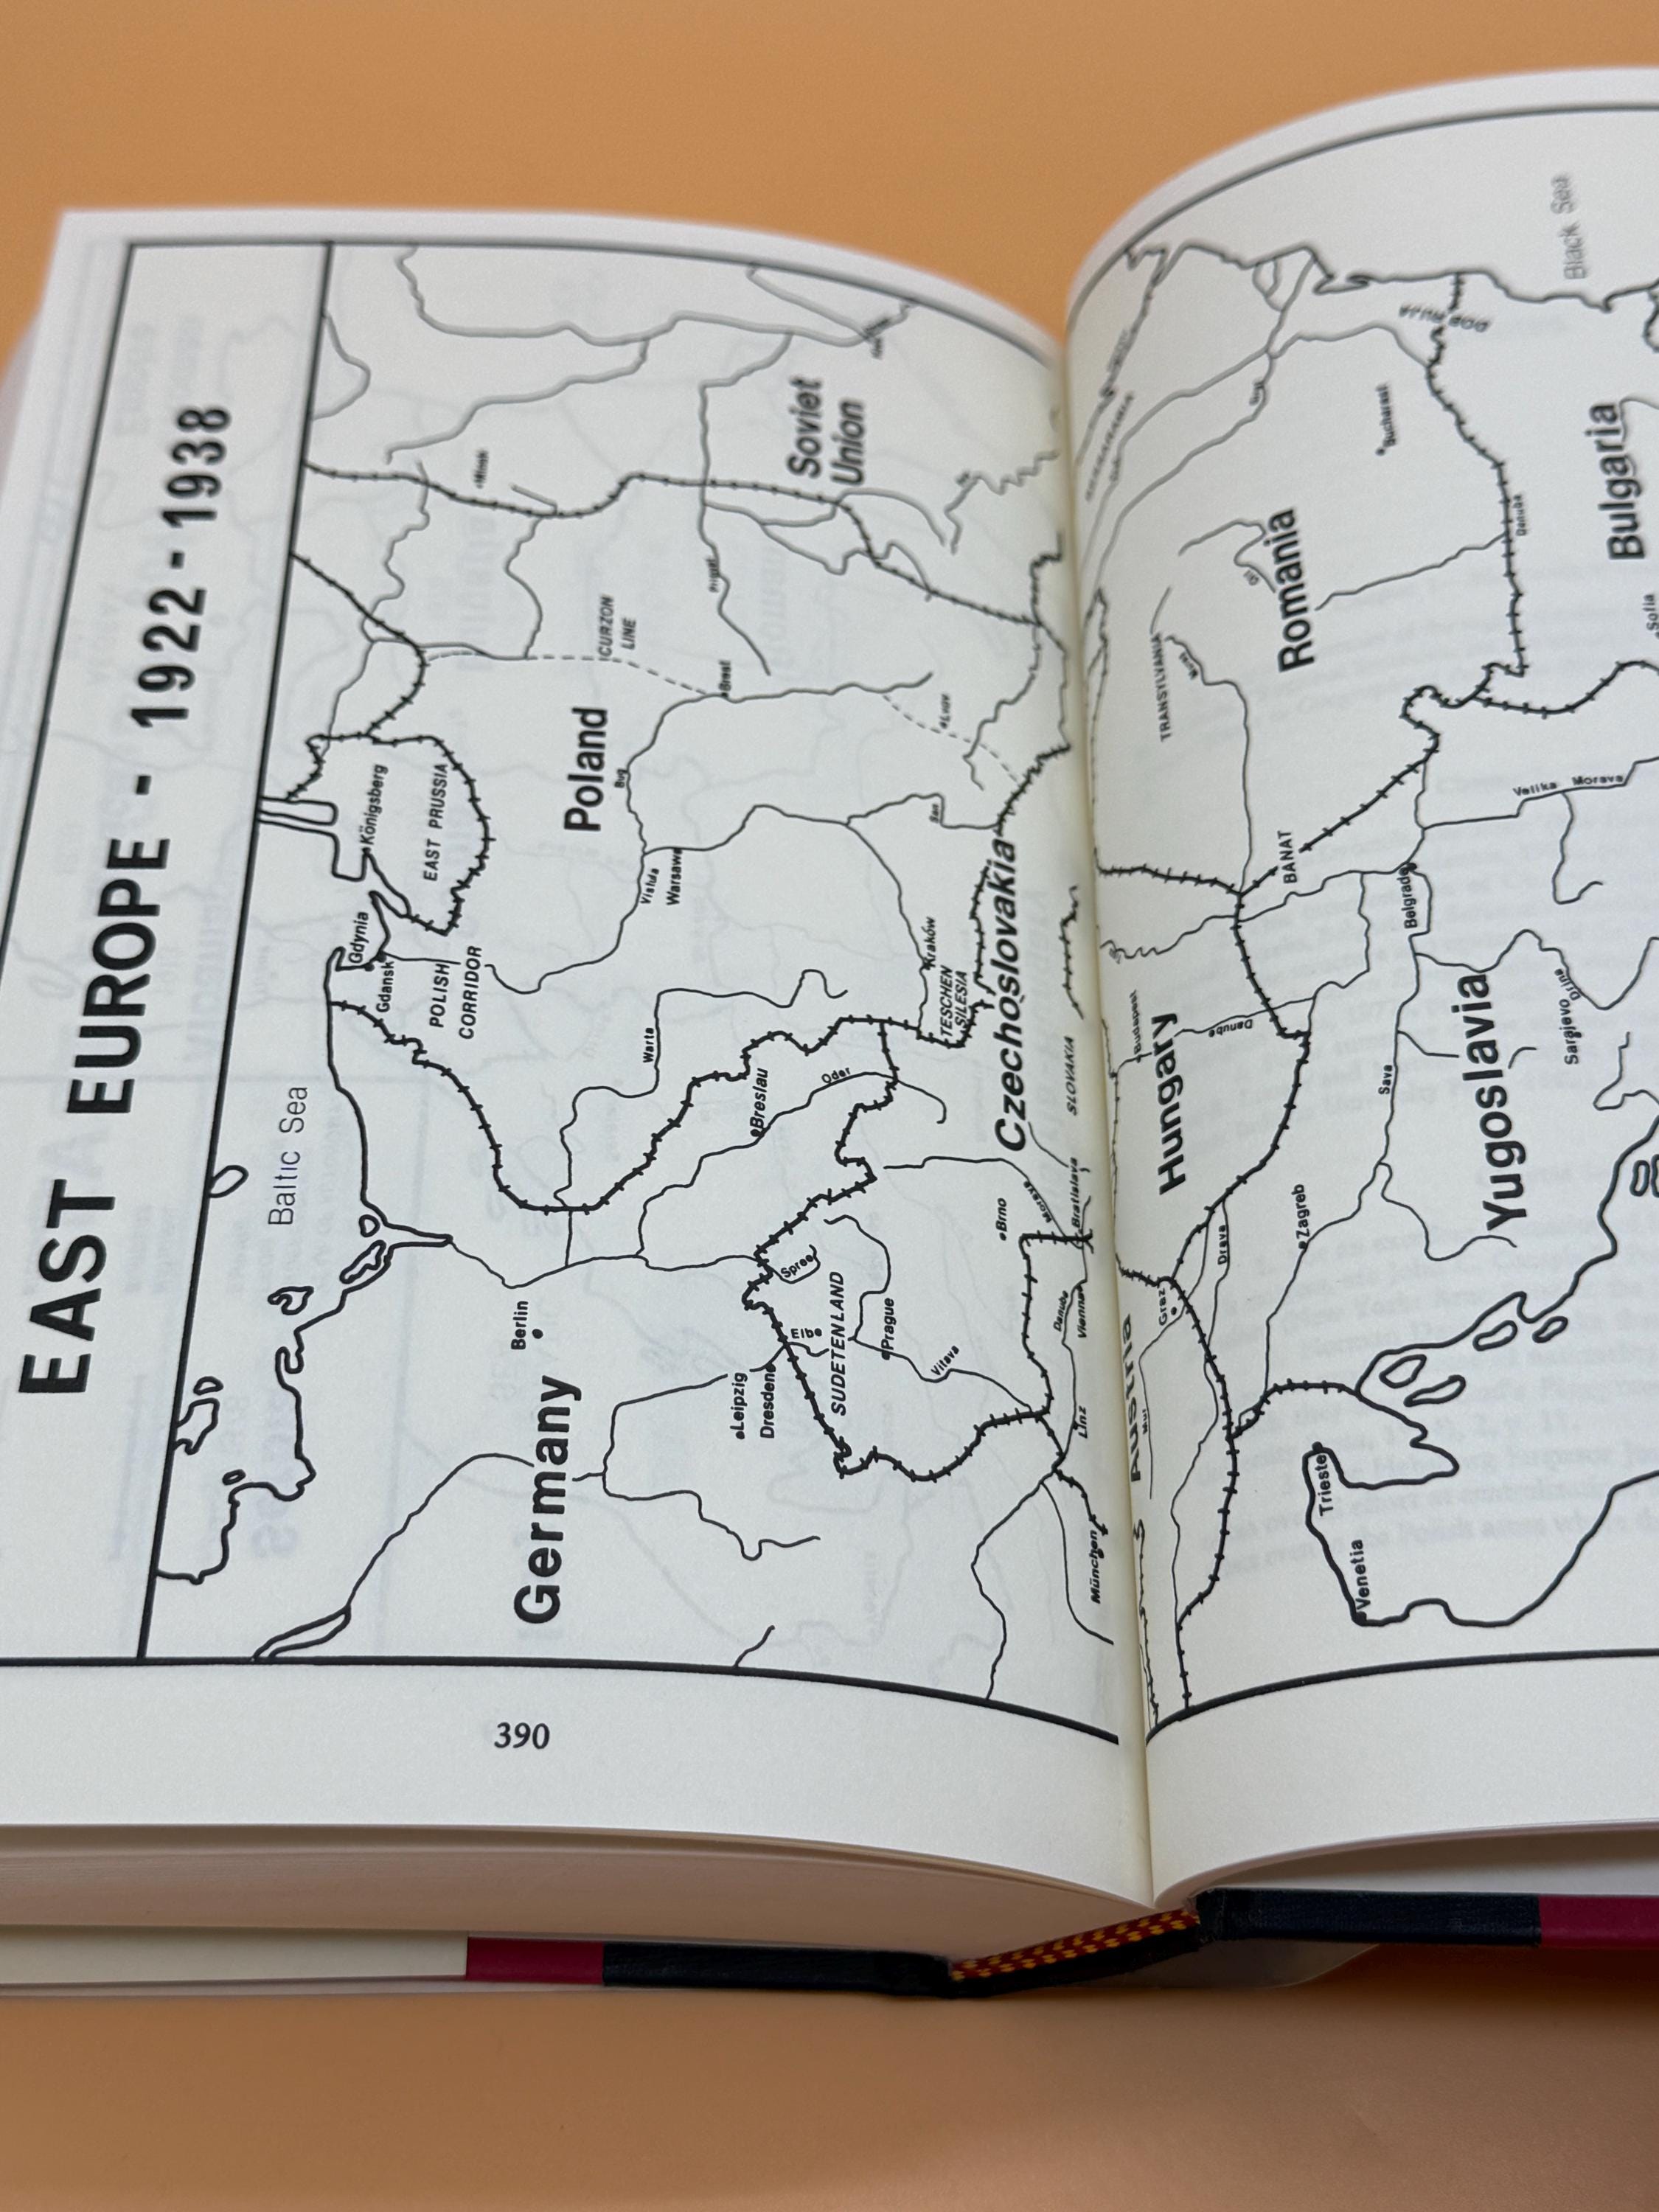 EAST EUROPE - 1922 - 1938
Baltic Sea
Königsberg
EAST PRUSSIA
Gdynia
Gdansk
POLISH
CORRIDOR
Minsk
Soviet
Union
CURZON
LINE
Pripet
Brest
Lvov
Poland
Bug
Vistula
Warsawa
San
Kraków
TESCHEN
SILESIA
Warta
Breslau
Oder
Berlin
Germany
Leipzig
Dresden
Elbe
Spree
SUDETENLAND
Prague
Vltava
Czechoslovakia
SLOVAKIA
Brno
Morava
Bratislava
Danube
Vienna
Linz
München
390
Austria
Mur
Graz
Hungary
Budapest
Danube
Drava
Zagreb
Sava
TRANSYLVANIA
Romania
Bucharest
Danube
BANAT
Belgrade
Velika Morava
Yugoslavia
Sarajevo
Drina
Trieste
Venetia
Bulgaria
Sofia
Black Sea